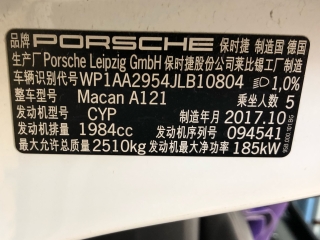 品牌 PORSCHE 保时捷 制造国 德国
生产厂 Porsche Leipzig GmbH 保时捷股份公司莱比锡工厂制造
车辆识别代号 WP1AA2954JLB10804 1,0%
整车型号 Macan A121 乘坐人数 5
发动机型号 CYP 制造年月 2017.10
发动机排量 1984cc 发动机号 094541
最大允许总质量 2510kg 发动机最大净功率 185kW